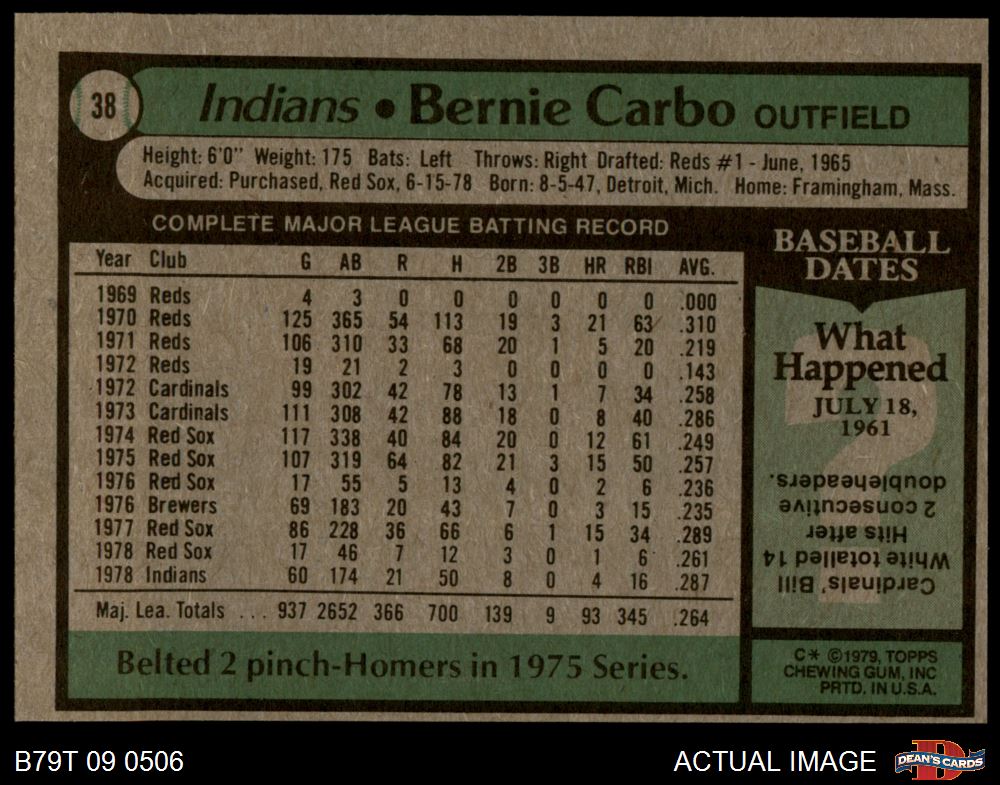 38
Indians • Bernie Carbo OUTFIELD
Height: 6'0" Weight: 175 Bats: Left Throws: Right Drafted: Reds #1 - June, 1965
Acquired: Purchased, Red Sox, 6-15-78 Born: 8-5-47, Detroit, Mich. Home: Framingham, Mass.
COMPLETE MAJOR LEAGUE BATTING RECORD
Year Club G AB R H 2B 3B HR RBI AVG.
1969 Reds 4 3 0 0 0 0 0 0 .000
1970 Reds 125 365 54 113 19 3 21 63 .310
1971 Reds 106 310 33 68 20 1 5 20 .219
1972 Reds 19 21 2 3 0 0 0 0 .143
1972 Cardinals 99 302 42 78 13 1 7 34 .258
1973 Cardinals 111 308 42 88 18 0 8 40 .286
1974 Red Sox 117 338 40 84 20 0 12 61 .249
1975 Red Sox 107 319 64 82 21 3 15 50 .257
1976 Red Sox 17 55 5 13 4 0 2 6 .236
1976 Brewers 69 183 20 43 7 0 3 15 .235
1977 Red Sox 86 228 36 66 6 1 15 34 .289
1978 Red Sox 17 46 7 12 3 0 1 6 .261
1978 Indians 60 174 21 50 8 0 4 16 .287
Maj. Lea. Totals ... 937 2652 366 700 139 9 93 345 .264
Belted 2 pinch-Homers in 1975 Series.
BASEBALL
DATES
What
Happened
JULY 18,
1961
?
Cardinals' Bill
White totalled 14
Hits after
2 consecutive
doubleheaders.
C* ©1979, TOPPS
CHEWING GUM, INC
PRTD. IN U.S.A.
B79T 09 0506
ACTUAL IMAGE
D
DEAN'S CARDS